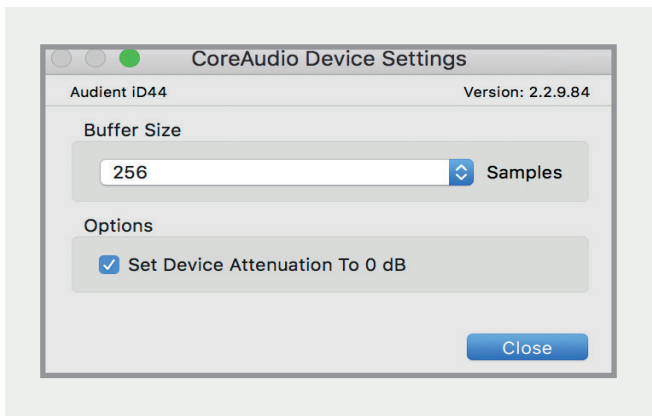 CoreAudio Device Settings
Audient iD44 Version: 2.2.9.84
Buffer Size
256 Samples
Options
Set Device Attenuation To 0 dB
Close